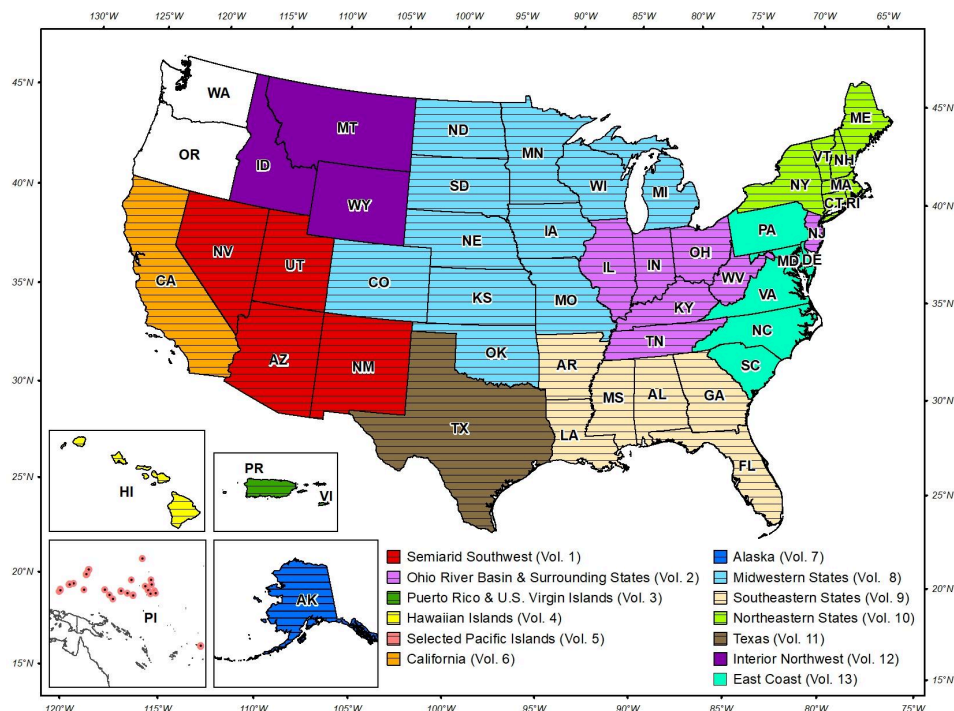 130°W 125°W 120°W 115°W 110°W 105°W 100°W 95°W 90°W 85°W 80°W 75°W 70°W 65°W
45°N
45°N
WA
MT
ND
ME
MN
VT
NH
OR
ID
SD
WI
MI
NY
MA
40°N
40°N
CT
RI
WY
IA
PA
NJ
NE
OH
NV
UT
CO
IL
IN
MD
DE
WV
CA
35°N
KS
MO
KY
VA
35°N
NC
TN
OK
AZ
NM
AR
SC
30°N
MS
AL
GA
30°N
TX
LA
FL
25°N
25°N
HI
PR
VI
20°N
20°N
PI
AK
15°N
15°N
Semiarid Southwest (Vol. 1)
Ohio River Basin & Surrounding States (Vol. 2)
Puerto Rico & U.S. Virgin Islands (Vol. 3)
Hawaiian Islands (Vol. 4)
Selected Pacific Islands (Vol. 5)
California (Vol. 6)
Alaska (Vol. 7)
Midwestern States (Vol. 8)
Southeastern States (Vol. 9)
Northeastern States (Vol. 10)
Texas (Vol. 11)
Interior Northwest (Vol. 12)
East Coast (Vol. 13)
120°W 115°W 110°W 105°W 100°W 95°W 90°W 85°W 80°W 75°W